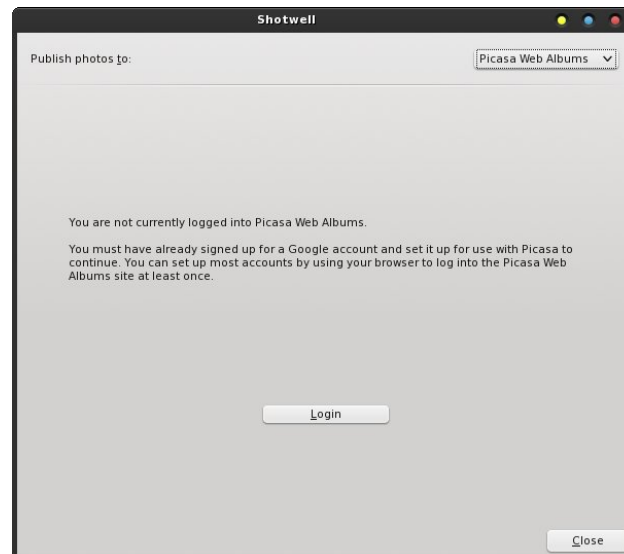 Shotwell
Publish photos to:
Picasa Web Albums
You are not currently logged into Picasa Web Albums.
You must have already signed up for a Google account and set it up for use with Picasa to
continue. You can set up most accounts by using your browser to log into the Picasa Web
Albums site at least once.
Login
Close